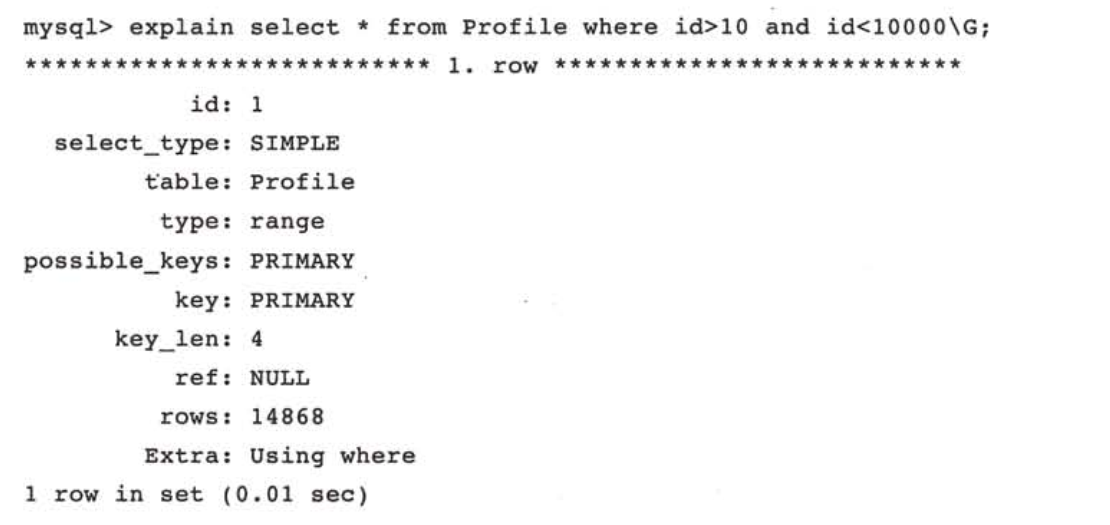 mysql> explain select * from Profile where id>10 and id<10000\G;
*************************** 1. row ***************************
id: 1
select_type: SIMPLE
table: Profile
type: range
possible_keys: PRIMARY
key: PRIMARY
key_len: 4
ref: NULL
rows: 14868
Extra: Using where
1 row in set (0.01 sec)